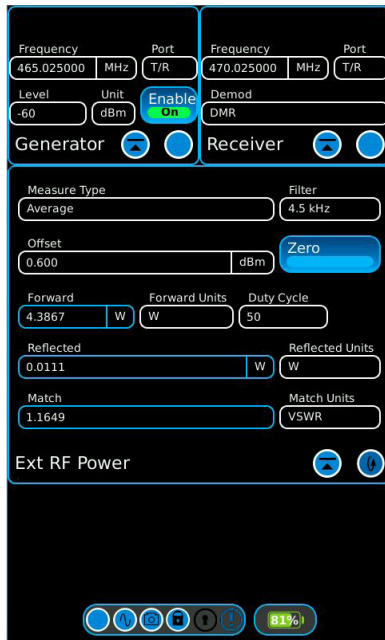 Frequency Port
465.025000 MHz T/R
Level Unit
-60 dBm Enable On
Generator
Frequency Port
470.025000 MHz T/R
Demod
DMR
Receiver
Measure Type Filter
Average 4.5 kHz
Offset
0.600 dBm Zero
Forward Forward Units Duty Cycle
4.3867 W W 50
Reflected Reflected Units
0.0111 W W
Match Match Units
1.1649 VSWR
Ext RF Power
81%